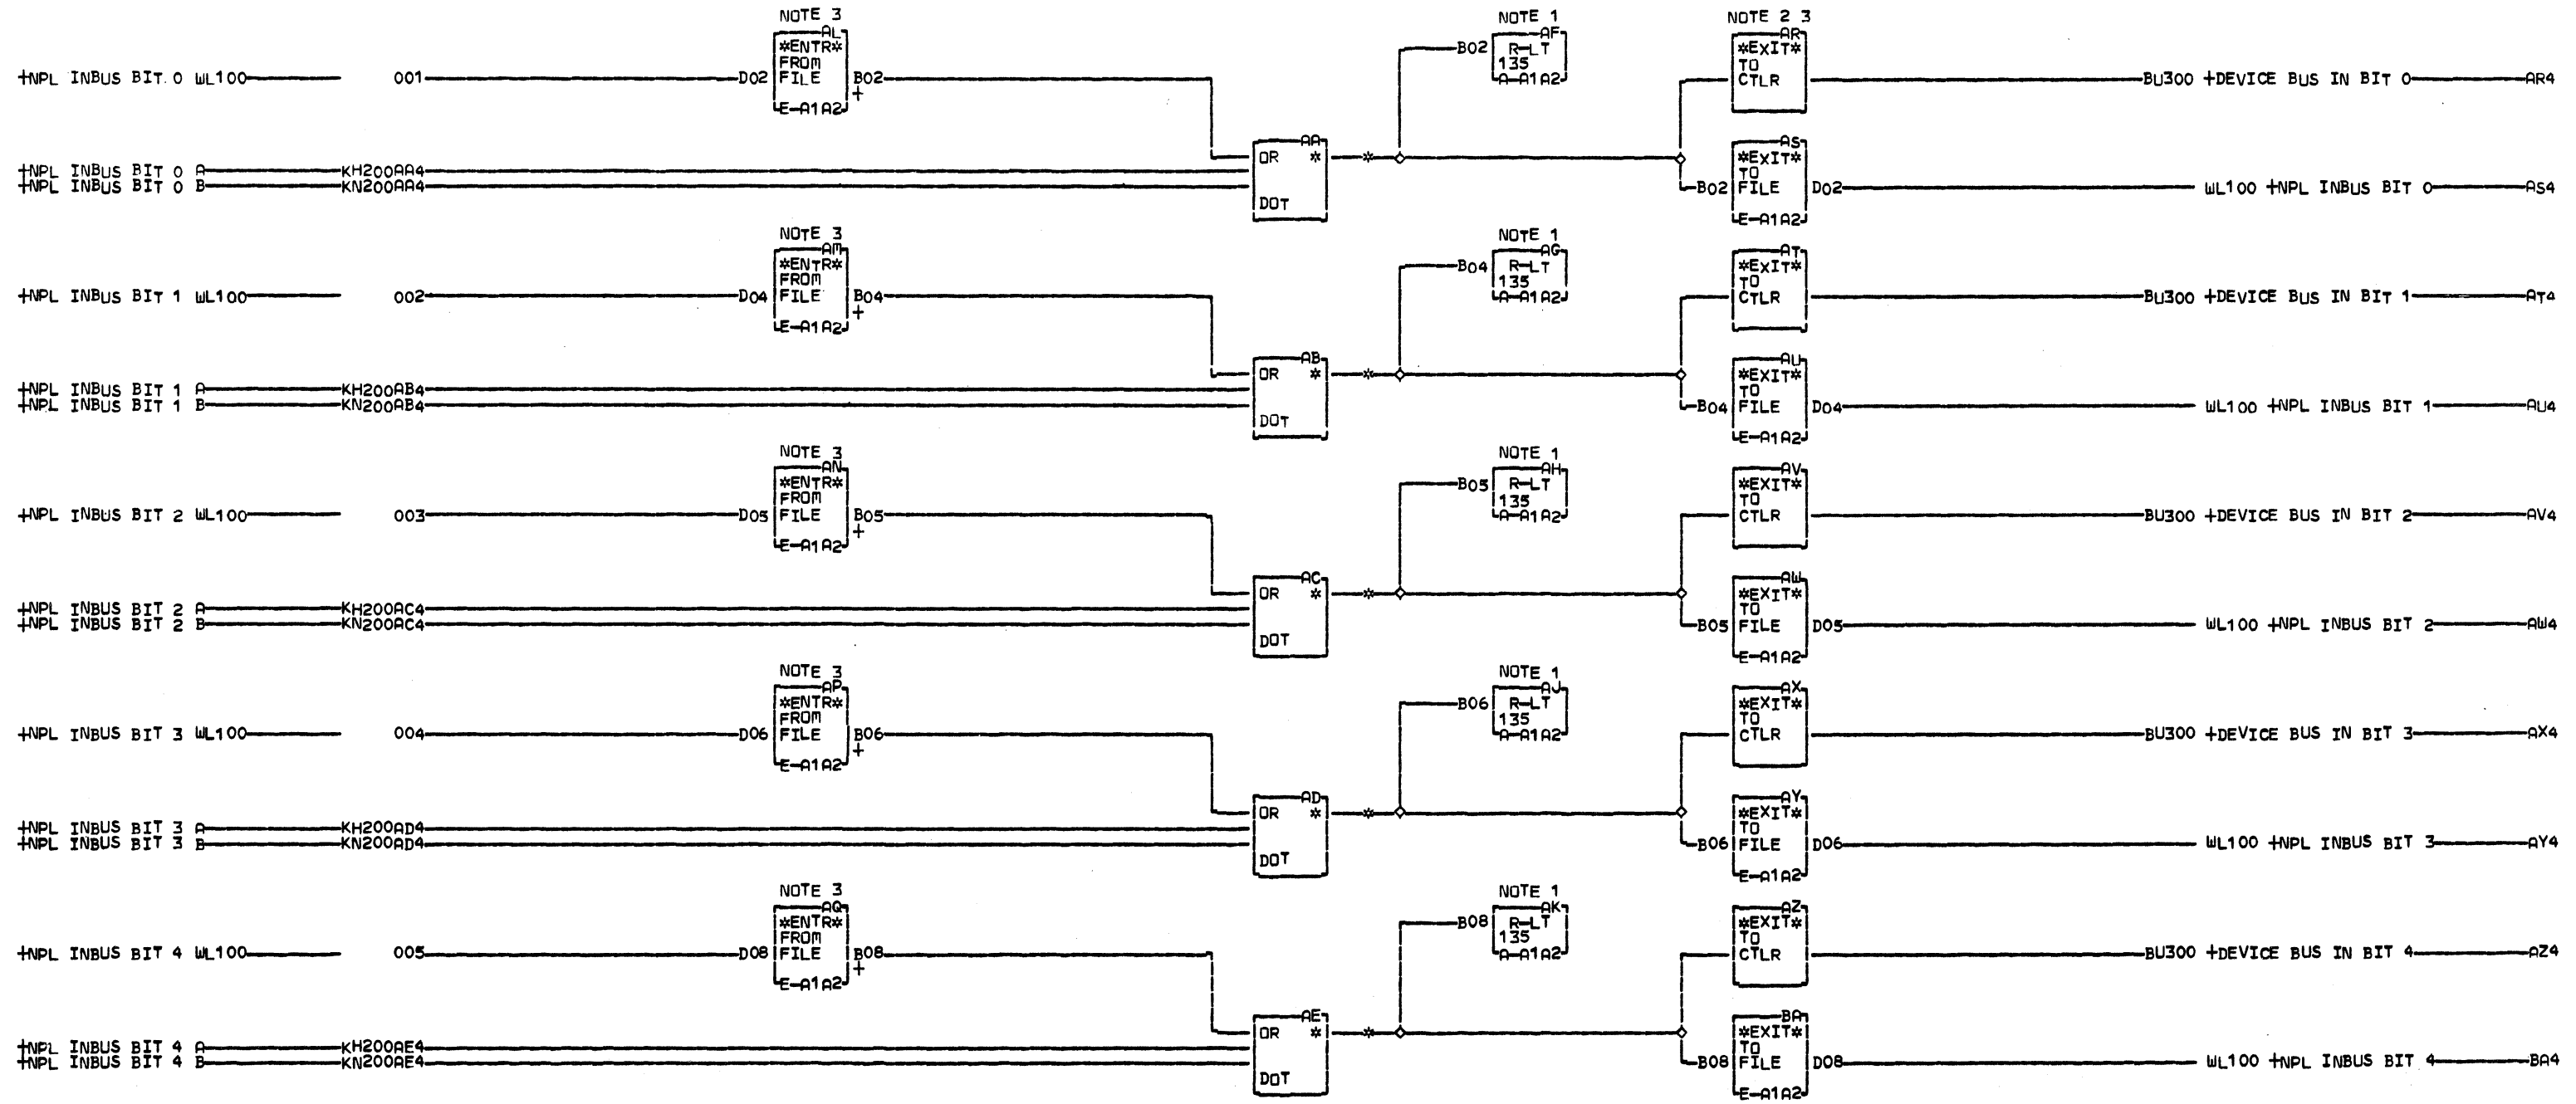 NOTE 3 NOTE 1 NOTE 2 3
AL AF AR
*ENTR* B02 R-LT *EXIT*
FROM 135 TO
+NPL INBUS BIT 0 WL100 001 D02 FILE B02 A-A1A2 CTLR BU300 +DEVICE BUS IN BIT 0 AR4
+
E-A1A2
AA AS
OR * * *EXIT*
+NPL INBUS BIT 0 A KH200AA4 TO
+NPL INBUS BIT 0 B KN200AA4 B02 FILE D02 WL100 +NPL INBUS BIT 0 AS4
DOT
E-A1A2
NOTE 3 NOTE 1
AM AG AT
*ENTR* B04 R-LT *EXIT*
FROM 135 TO
+NPL INBUS BIT 1 WL100 002 D04 FILE B04 A-A1A2 CTLR BU300 +DEVICE BUS IN BIT 1 AT4
+
E-A1A2
AB AU
OR * * *EXIT*
+NPL INBUS BIT 1 A KH200AB4 TO
+NPL INBUS BIT 1 B KN200AB4 B04 FILE D04 WL100 +NPL INBUS BIT 1 AU4
DOT
E-A1A2
NOTE 3 NOTE 1
AN AH AV
*ENTR* B05 R-LT *EXIT*
FROM 135 TO
+NPL INBUS BIT 2 WL100 003 D05 FILE B05 A-A1A2 CTLR BU300 +DEVICE BUS IN BIT 2 AV4
+
E-A1A2
AC AW
OR * * *EXIT*
+NPL INBUS BIT 2 A KH200AC4 TO
+NPL INBUS BIT 2 B KN200AC4 B05 FILE D05 WL100 +NPL INBUS BIT 2 AW4
DOT
E-A1A2
NOTE 3 NOTE 1
AP AJ AX
*ENTR* B06 R-LT *EXIT*
FROM 135 TO
+NPL INBUS BIT 3 WL100 004 D06 FILE B06 A-A1A2 CTLR BU300 +DEVICE BUS IN BIT 3 AX4
+
E-A1A2
AD AY
OR * * *EXIT*
+NPL INBUS BIT 3 A KH200AD4 TO
+NPL INBUS BIT 3 B KN200AD4 B06 FILE D06 WL100 +NPL INBUS BIT 3 AY4
DOT
E-A1A2
NOTE 3 NOTE 1
AQ AK AZ
*ENTR* B08 R-LT *EXIT*
FROM 135 TO
+NPL INBUS BIT 4 WL100 005 D08 FILE B08 A-A1A2 CTLR BU300 +DEVICE BUS IN BIT 4 AZ4
+
E-A1A2
AE BA
OR * * *EXIT*
+NPL INBUS BIT 4 A KH200AE4 TO
+NPL INBUS BIT 4 B KN200AE4 B08 FILE D08 WL100 +NPL INBUS BIT 4 BA4
DOT
E-A1A2